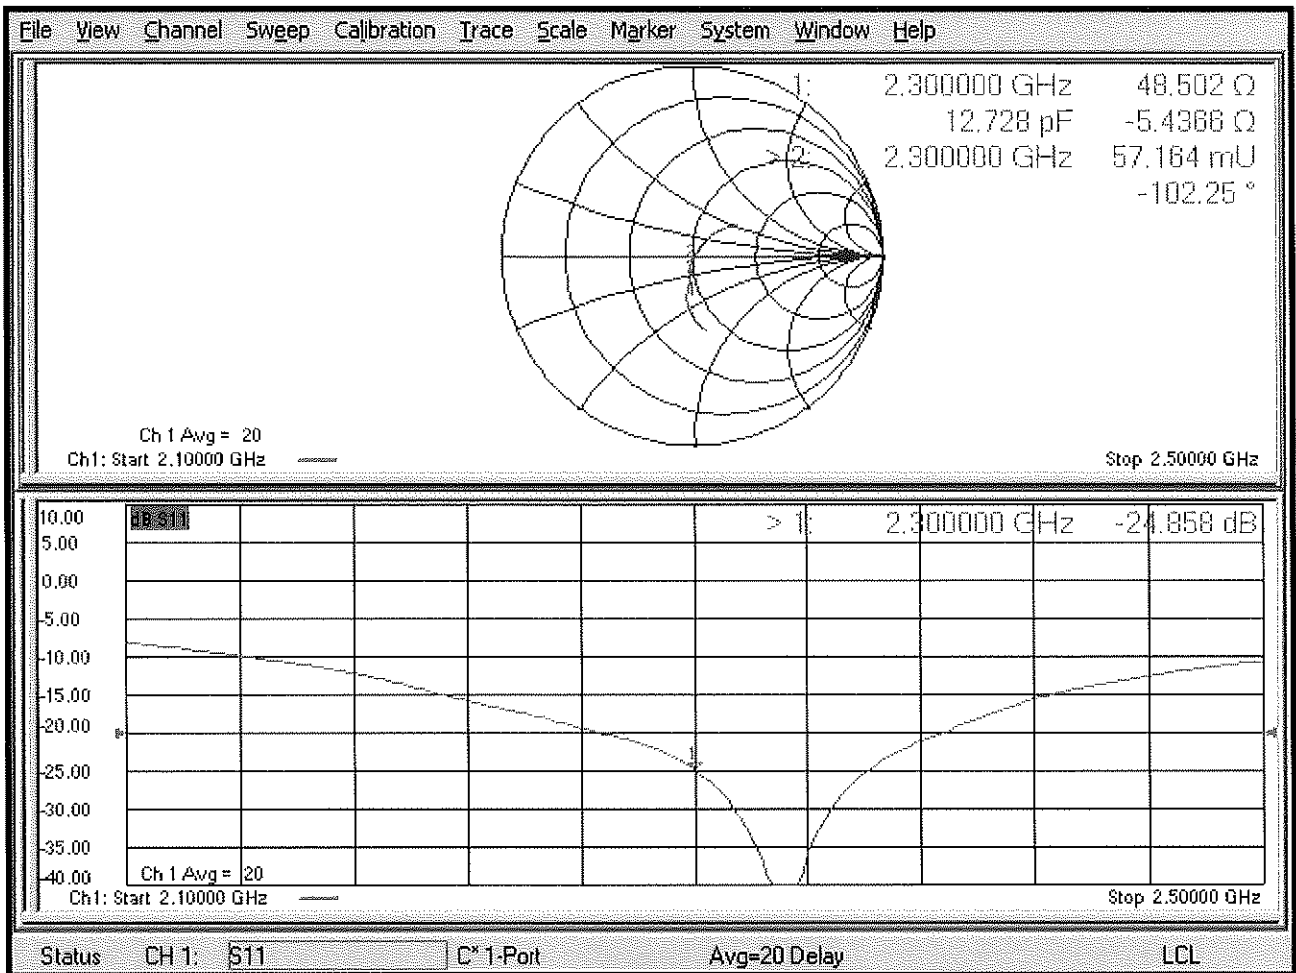 File View Channel Sweep Calibration Trace Scale Marker System Window Help
1: 2.300000 GHz 48.502 Ω
12.728 pF -5.4366 Ω
> 2: 2.300000 GHz 57.164 mU
-102.25 °
Ch 1 Avg = 20
Ch1: Start 2.10000 GHz Stop 2.50000 GHz
10.00 dB S11 > 1: 2.300000 GHz -24.858 dB
5.00
0.00
-5.00
-10.00
-15.00
-20.00
1
-25.00
-30.00
-35.00
-40.00
Ch 1 Avg = 20
Ch1: Start 2.10000 GHz Stop 2.50000 GHz
Status CH 1: S11 C* 1-Port Avg=20 Delay LCL